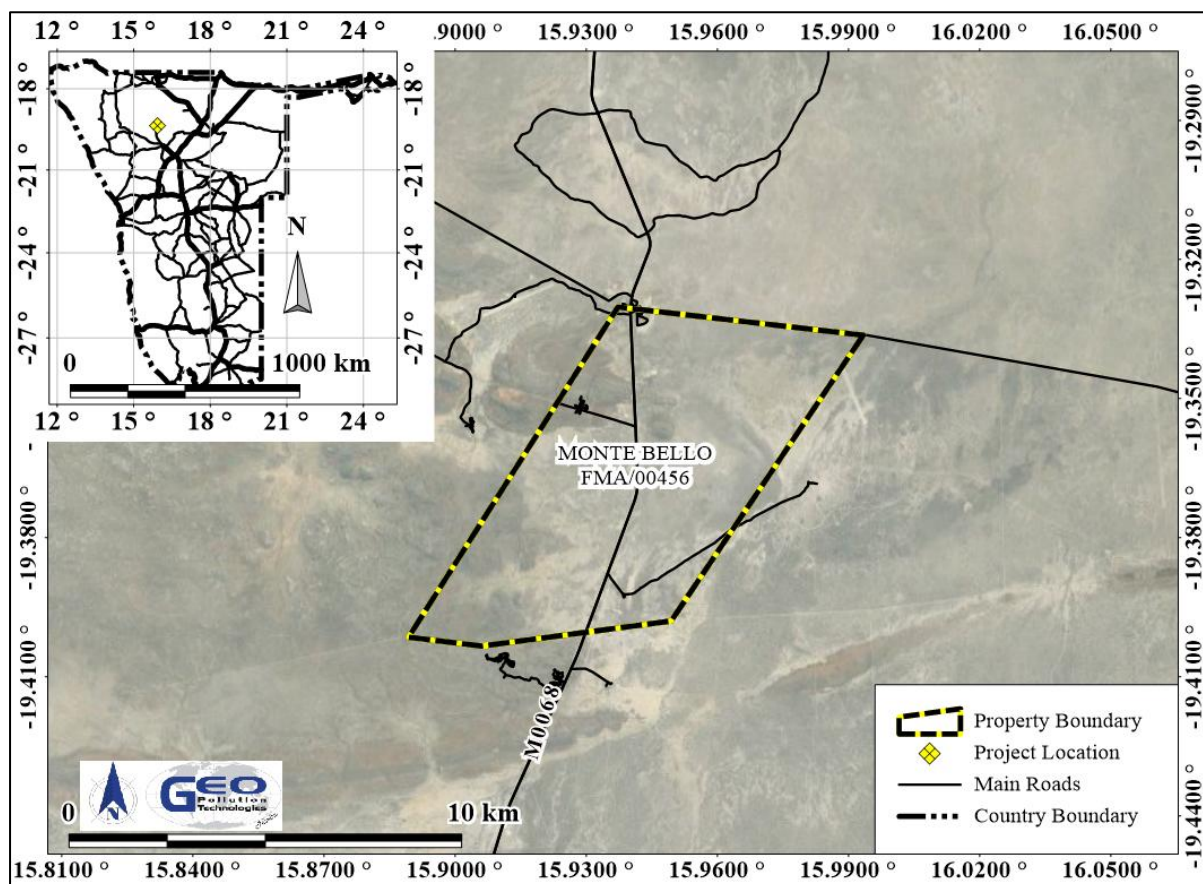 12 ° 15 ° 18 ° 21 ° 24 ° .9000 ° 15.9300 ° 15.9600 ° 15.9900 ° 16.0200 ° 16.0500 °
-18°
-21°
-24°
-27°
-18°
-21°
-24°
-27°
N
0 1000 km
12 ° 15 ° 18 ° 21 ° 24 °
-19.2900 °
-19.3200 °
-19.3500 °
-19.3800 °
-19.4100 °
-19.4400 °
-19.3800 °
-19.4100 °
MONTE BELLO
FMA/00456
M0068
N
GEO
Pollution
Technologies
0 10 km
Property Boundary
Project Location
Main Roads
Country Boundary
15.8100 ° 15.8400 ° 15.8700 ° 15.9000 ° 15.9300 ° 15.9600 ° 15.9900 ° 16.0200 ° 16.0500 °